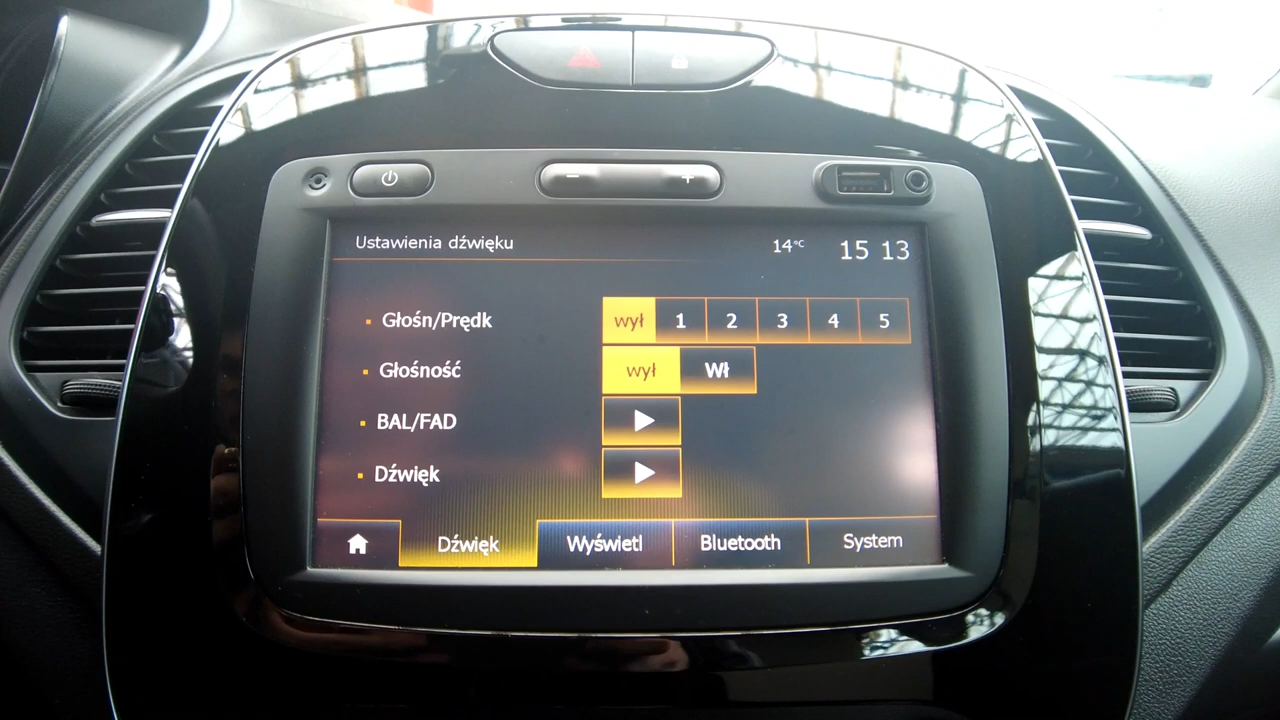 Ustawienia dźwięku 14°C 15 13
Głośn/Prędk wył 1 2 3 4 5
Głośność wył Wł
BAL/FAD
Dźwięk
Dźwięk Wyświetl Bluetooth System